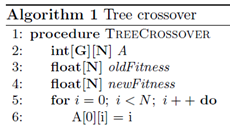 Algorithm 1 Tree crossover
1: procedure TREECROSSOVER
2: int[G][N] A
3: float[N] oldFitness
4: float[N] newFitness
5: for i = 0; i < N; i + + do
6: A[0][i] = i